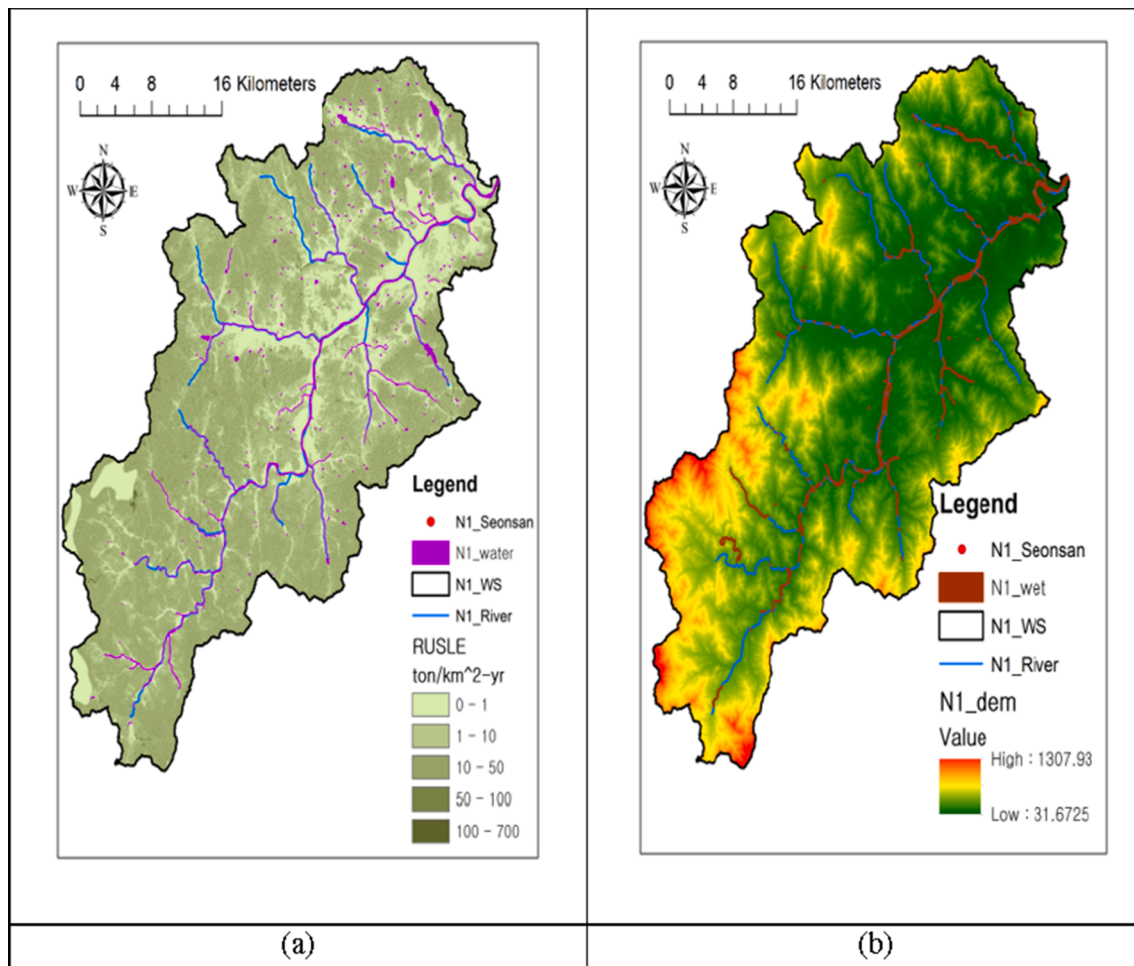 0 4 8 16 Kilometers
N
W E
S
Legend
N1_Seonsan
N1_water
N1_WS
N1_River
RUSLE
ton/km^2-yr
0 - 1
1 - 10
10 - 50
50 - 100
100 - 700
(a)
0 4 8 16 Kilometers
N
W E
S
Legend
N1_Seonsan
N1_wet
N1_WS
N1_River
N1_dem
Value
High : 1307.93
Low : 31.6725
(b)